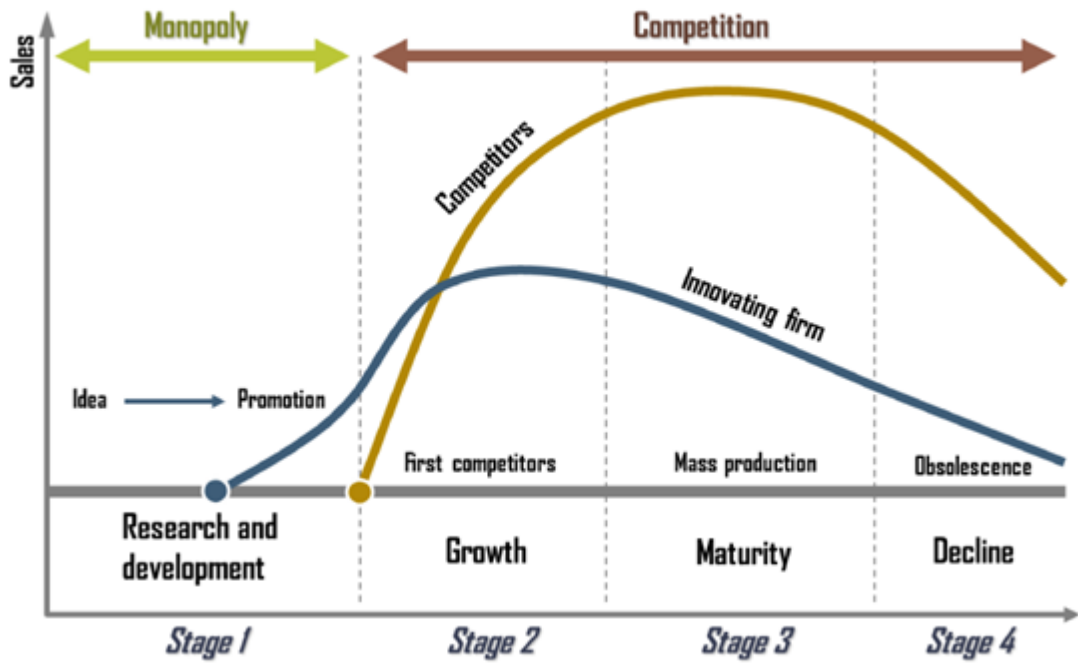 Monopoly
Competition
Sales
Competitors
Innovating firm
Idea
Promotion
First competitors
Mass production
Obsolescence
Research and
development
Growth
Maturity
Decline
Stage 1
Stage 2
Stage 3
Stage 4